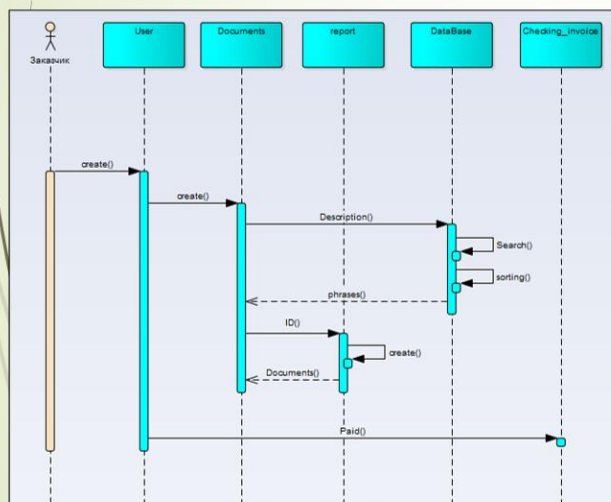 Заказчик
User
Documents
report
DataBase
Checking_invoice
create()
create()
Description()
Search()
sorting()
phrases()
ID()
create()
Documents()
Paid()